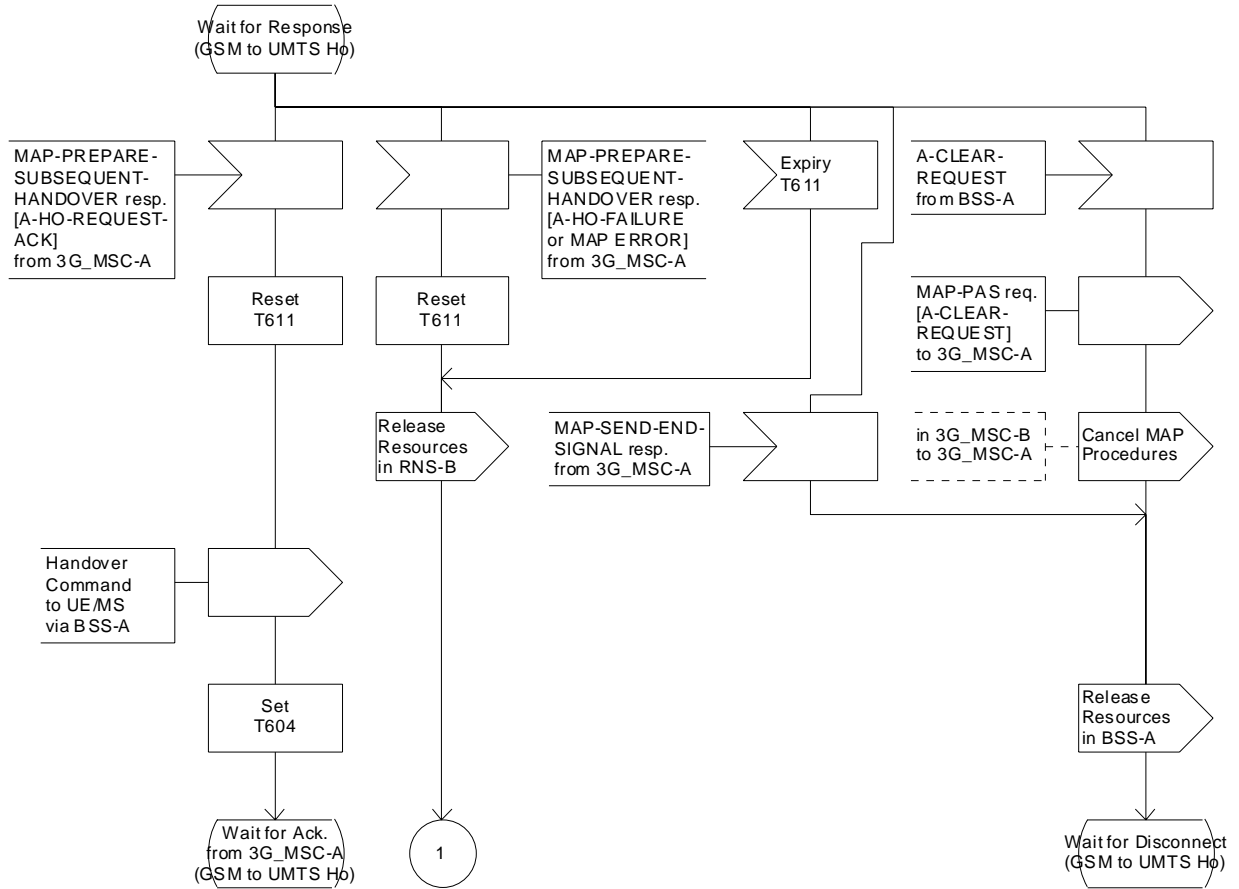 Wait for Response
(GSM to UMTS Ho)
MAP-PREPARE-
SUBSEQUENT-
HANDOVER resp.
[A-HO-REQUEST-
ACK]
from 3G_MSC-A
MAP-PREPARE-
SUBSEQUENT-
HANDOVER resp.
[A-HO-FAILURE
or MAP ERROR]
from 3G_MSC-A
Expiry
T611
A-CLEAR-
REQUEST
from BSS-A
Reset
T611
Reset
T611
MAP-PAS req.
[A-CLEAR-
REQUEST]
to 3G_MSC-A
Release
Resources
in RNS-B
MAP-SEND-END-
SIGNAL resp.
from 3G_MSC-A
in 3G_MSC-B
to 3G_MSC-A
Cancel MAP
Procedures
Handover
Command
to UE/MS
via BSS-A
Set
T604
Release
Resources
in BSS-A
Wait for Ack.
from 3G_MSC-A
(GSM to UMTS Ho)
1
Wait for Disconnect
(GSM to UMTS Ho)